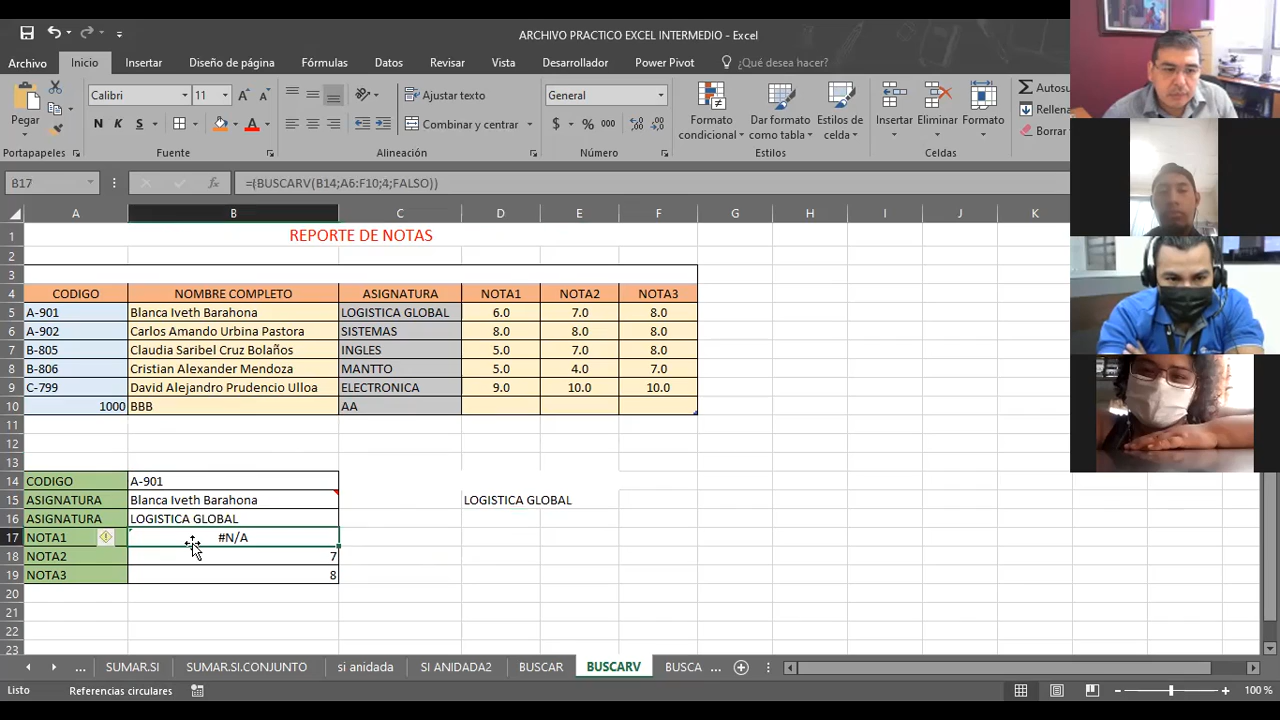 ARCHIVO PRACTICO EXCEL INTERMEDIO - Excel
Archivo Inicio Insertar Diseño de página Fórmulas Datos Revisar Vista Desarrollador Power Pivot ¿Qué desea hacer?
Pegar
Calibri 11
N K S
Ajustar texto
Combinar y centrar
General
$ % 000
Formato condicional
Dar formato como tabla
Estilos de celda
Insertar Eliminar Formato
Autosu
Rellena
Borrar
Portapapeles Fuente Alineación Número Estilos Celdas
B17 fx =(BUSCARV(B14;A6:F10;4;FALSO))
A B C D E F G H I J K
1 REPORTE DE NOTAS
2
3
4 CODIGO NOMBRE COMPLETO ASIGNATURA NOTA1 NOTA2 NOTA3
5 A-901 Blanca Iveth Barahona LOGISTICA GLOBAL 6.0 7.0 8.0
6 A-902 Carlos Amando Urbina Pastora SISTEMAS 8.0 8.0 8.0
7 B-805 Claudia Saribel Cruz Bolaños INGLES 5.0 7.0 8.0
8 B-806 Cristian Alexander Mendoza MANTTO 5.0 4.0 7.0
9 C-799 David Alejandro Prudencio Ulloa ELECTRONICA 9.0 10.0 10.0
10 1000 BBB AA
11
12
13
14 CODIGO A-901
15 ASIGNATURA Blanca Iveth Barahona LOGISTICA GLOBAL
16 ASIGNATURA LOGISTICA GLOBAL
17 NOTA1 #N/A
18 NOTA2 7
19 NOTA3 8
20
21
22
23
... SUMAR.SI SUMAR.SI.CONJUNTO si anidada SI ANIDADA2 BUSCAR BUSCARV BUSCA ...
Listo Referencias circulares 100 %